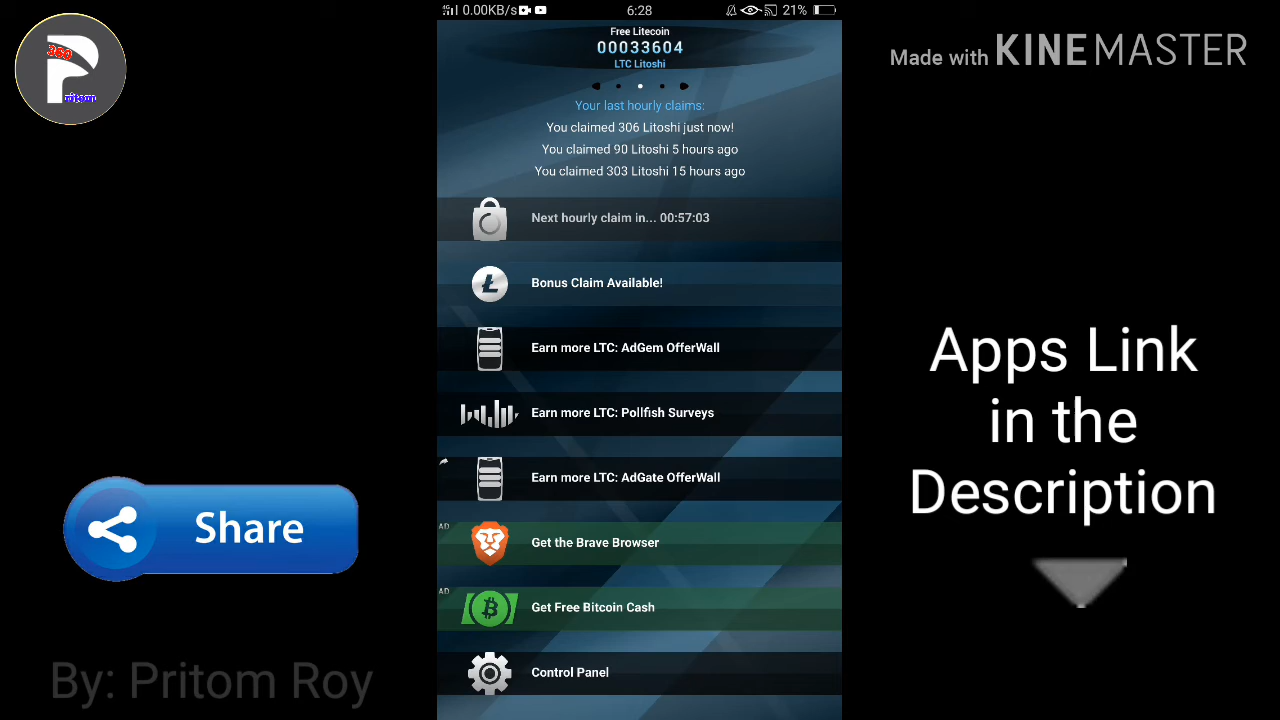 4G 0.00KB/s 6:28 21%
360
Pritom
Made with KINEMASTER
Free Litecoin
00033604
LTC Litoshi
Your last hourly claims:
You claimed 306 Litoshi just now!
You claimed 90 Litoshi 5 hours ago
You claimed 303 Litoshi 15 hours ago
Next hourly claim in... 00:57:03
Bonus Claim Available!
Earn more LTC: AdGem OfferWall
Earn more LTC: Pollfish Surveys
Earn more LTC: AdGate OfferWall
AD
Get the Brave Browser
AD
Get Free Bitcoin Cash
Control Panel
Share
By: Pritom Roy
Apps Link
in the
Description